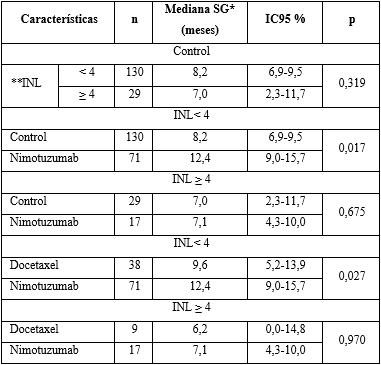 Características n Mediana SG* (meses) IC95 % p
Control
**INL < 4 130 8,2 6,9-9,5 0,319
≥ 4 29 7,0 2,3-11,7
INL< 4
Control 130 8,2 6,9-9,5 0,017
Nimotuzumab 71 12,4 9,0-15,7
INL ≥ 4
Control 29 7,0 2,3-11,7 0,675
Nimotuzumab 17 7,1 4,3-10,0
INL< 4
Docetaxel 38 9,6 5,2-13,9 0,027
Nimotuzumab 71 12,4 9,0-15,7
INL ≥ 4
Docetaxel 9 6,2 0,0-14,8 0,970
Nimotuzumab 17 7,1 4,3-10,0